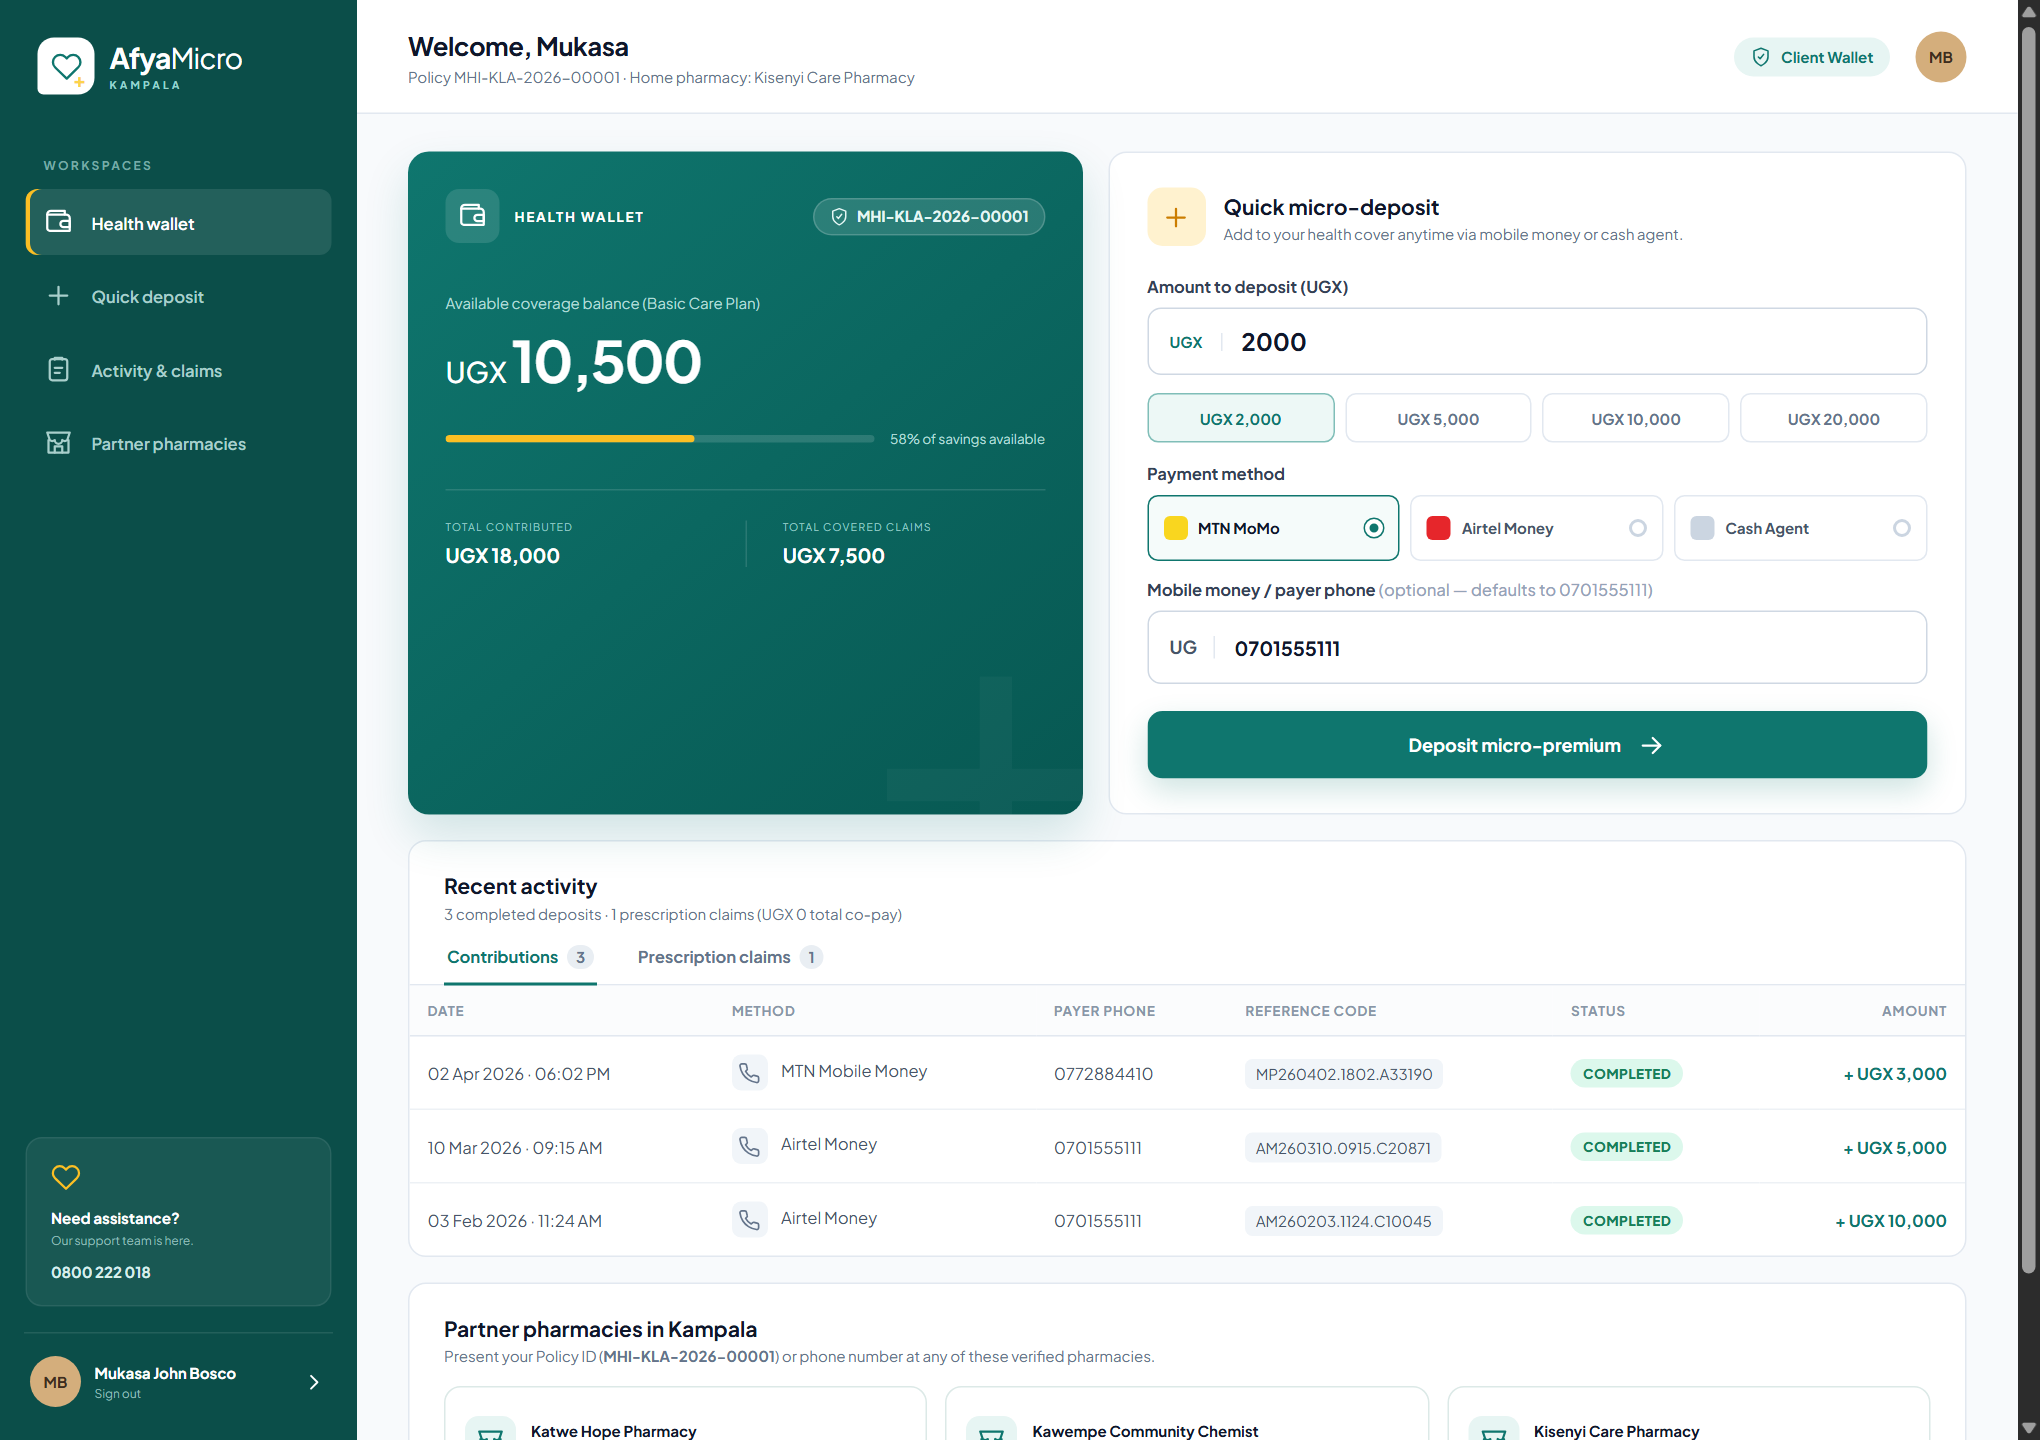 AfyaMicro
KAMPALA
WORKSPACES
Health wallet
Quick deposit
Activity & claims
Partner pharmacies
Need assistance?
Our support team is here.
0800 222 018
MB
Mukasa John Bosco
Sign out
Welcome, Mukasa
Policy MHI-KLA-2026-00001 · Home pharmacy: Kisenyi Care Pharmacy
Client Wallet
MB
HEALTH WALLET
MHI-KLA-2026-00001
Available coverage balance (Basic Care Plan)
UGX 10,500
58% of savings available
TOTAL CONTRIBUTED
UGX 18,000
TOTAL COVERED CLAIMS
UGX 7,500
Quick micro-deposit
Add to your health cover anytime via mobile money or cash agent.
Amount to deposit (UGX)
UGX 2000
UGX 2,000 UGX 5,000 UGX 10,000 UGX 20,000
Payment method
MTN MoMo Airtel Money Cash Agent
Mobile money / payer phone (optional — defaults to 0701555111)
UG 0701555111
Deposit micro-premium
Recent activity
3 completed deposits · 1 prescription claims (UGX 0 total co-pay)
Contributions 3 Prescription claims 1
DATE METHOD PAYER PHONE REFERENCE CODE STATUS AMOUNT
02 Apr 2026 · 06:02 PM MTN Mobile Money 0772884410 MP260402.1802.A33190 COMPLETED + UGX 3,000
10 Mar 2026 · 09:15 AM Airtel Money 0701555111 AM260310.0915.C20871 COMPLETED + UGX 5,000
03 Feb 2026 · 11:24 AM Airtel Money 0701555111 AM260203.1124.C10045 COMPLETED + UGX 10,000
Partner pharmacies in Kampala
Present your Policy ID (MHI-KLA-2026-00001) or phone number at any of these verified pharmacies.
Katwe Hope Pharmacy
Kawempe Community Chemist
Kisenyi Care Pharmacy